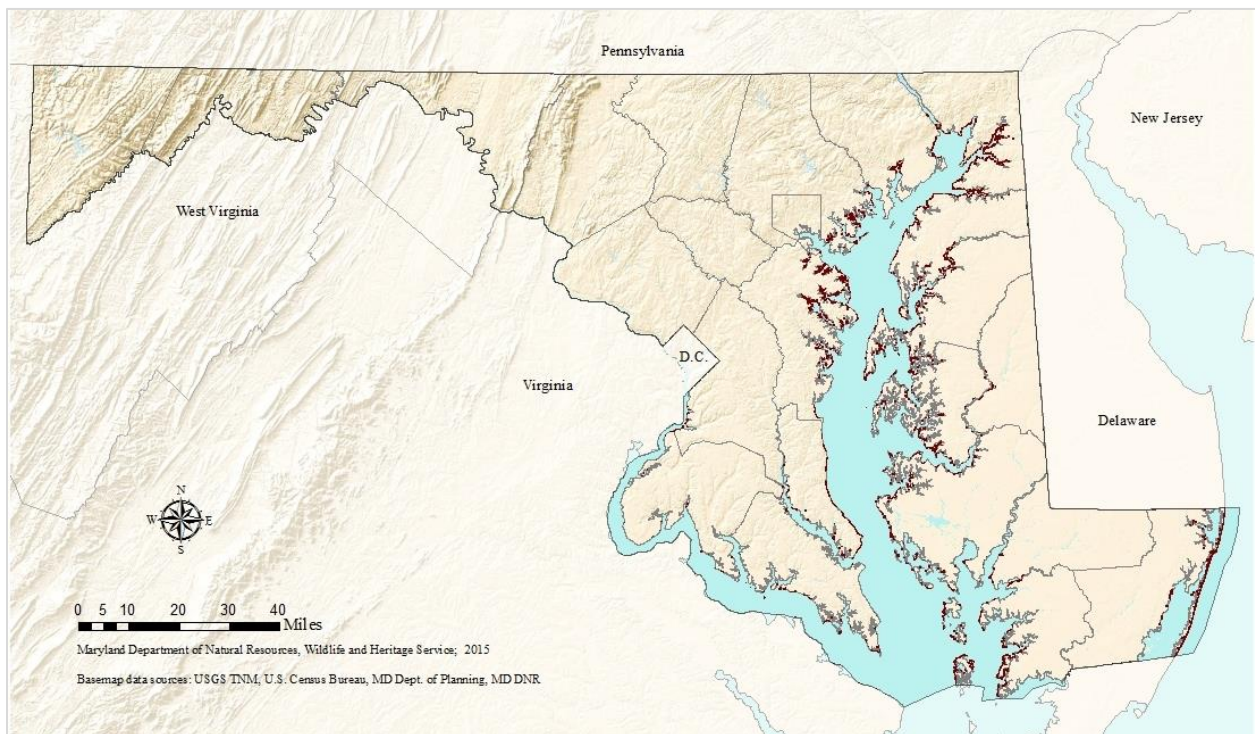 Pennsylvania
New Jersey
West Virginia
D.C.
Virginia
Delaware
N
W E
S
0 5 10 20 30 40
Miles
Maryland Department of Natural Resources, Wildlife and Heritage Service; 2015
Basemap data sources: USGS TNM, U.S. Census Bureau, MD Dept. of Planning, MD DNR